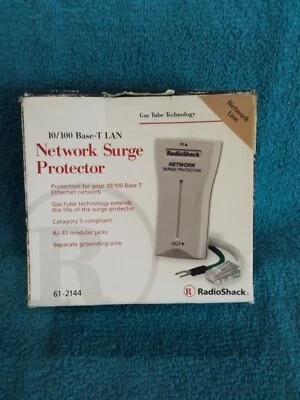 Gas Tube Technology
Network
Line
10/100 Base-T LAN
Network Surge
Protector
Protection for your 10/100 Base-T
Ethernet network
Gas tube technology extends
the life of the surge protector
Catagory 5 compliant
RJ-45 modular jacks
Separate grounding wire
61-2144
IN
RadioShack
NETWORK
SURGE PROTECTOR
OUT
R RadioShack